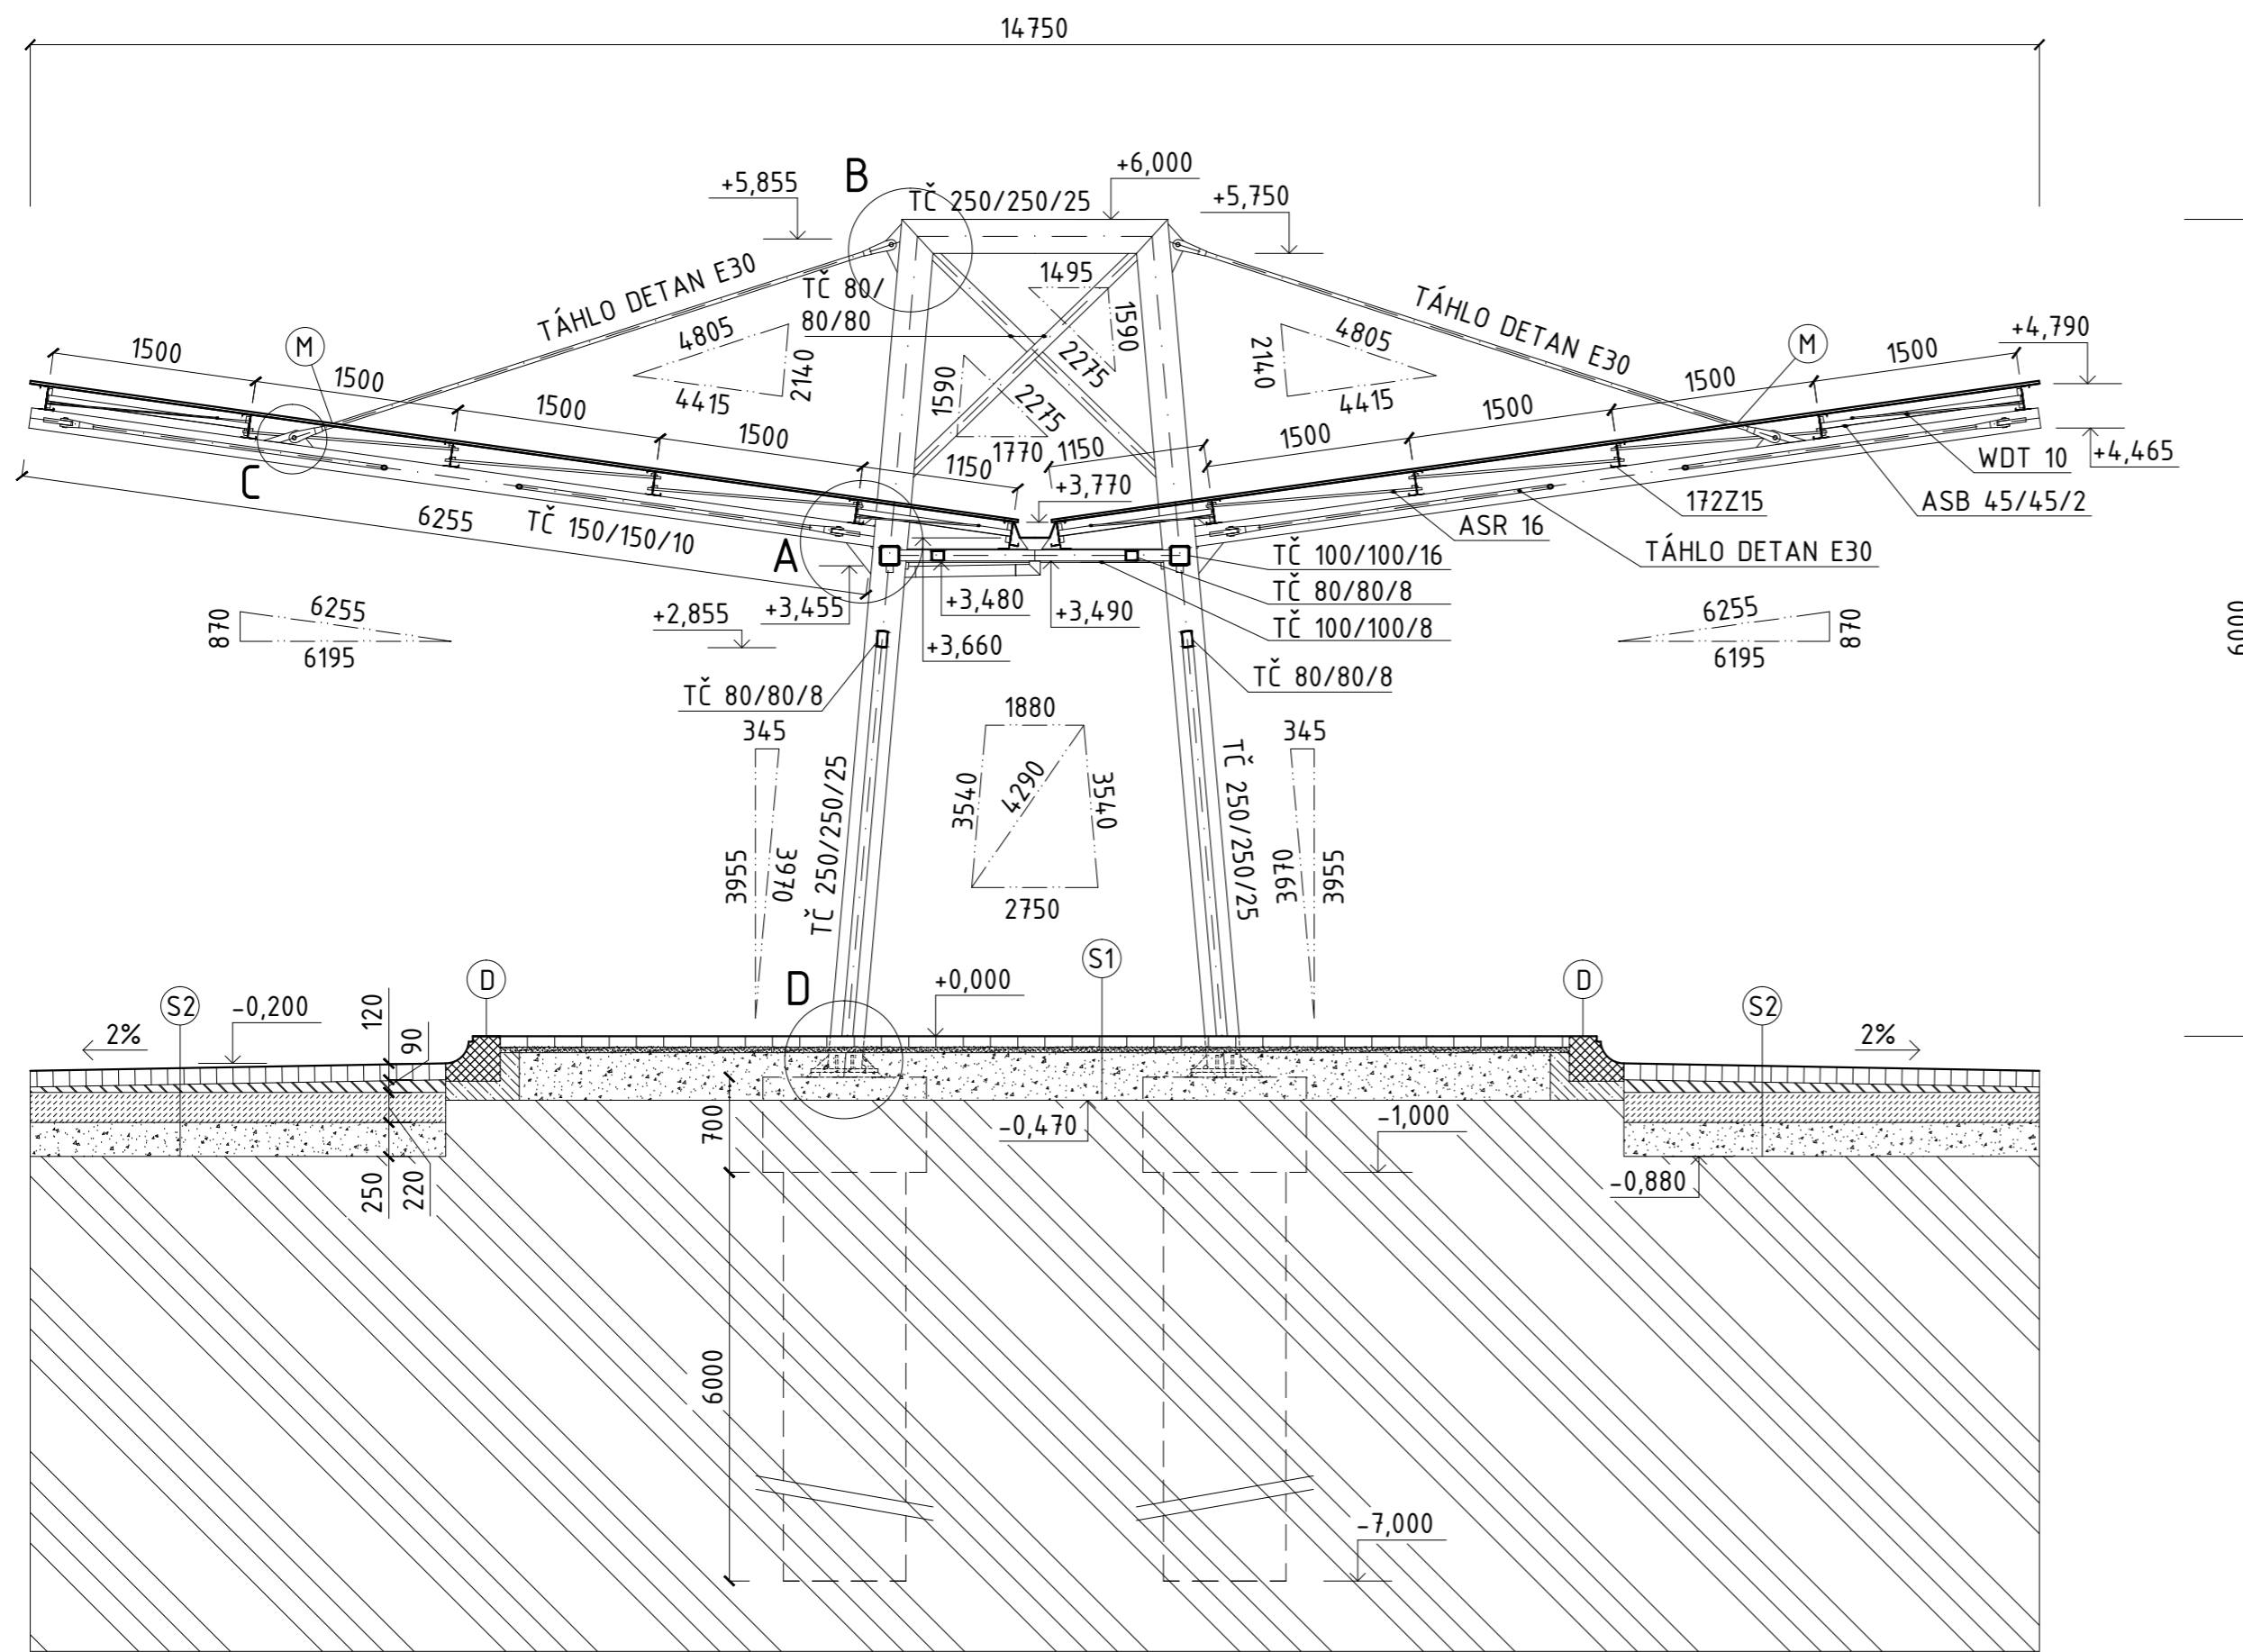 14750
+6,000
B
+5,855
TČ 250/250/25
+5,750
TÁHLO DETAN E30
TČ 80/
80/80
1495
1590
TÁHLO DETAN E30
+4,790
M
4805
2140
4415
1590
2275
2275
1770
2140
4805
4415
M
1500
1500
1500
1500
1150
1150
1500
1500
1500
1500
C
6255
TČ 150/150/10
A
+3,770
WDT 10
+4,465
172Z15
ASB 45/45/2
ASR 16
TÁHLO DETAN E30
TČ 100/100/16
TČ 80/80/8
TČ 100/100/8
+3,455
+3,480
+3,490
+2,855
+3,660
870
6255
6195
6255
870
6195
6000
TČ 80/80/8
TČ 80/80/8
345
1880
345
TČ 250/250/25
TČ 250/250/25
3540
4290
3540
2750
3955
3970
3970
3955
D
S1
D
D
+0,000
S2
-0,200
120
90
2%
S2
2%
700
-0,470
-1,000
250
220
-0,880
6000
-7,000